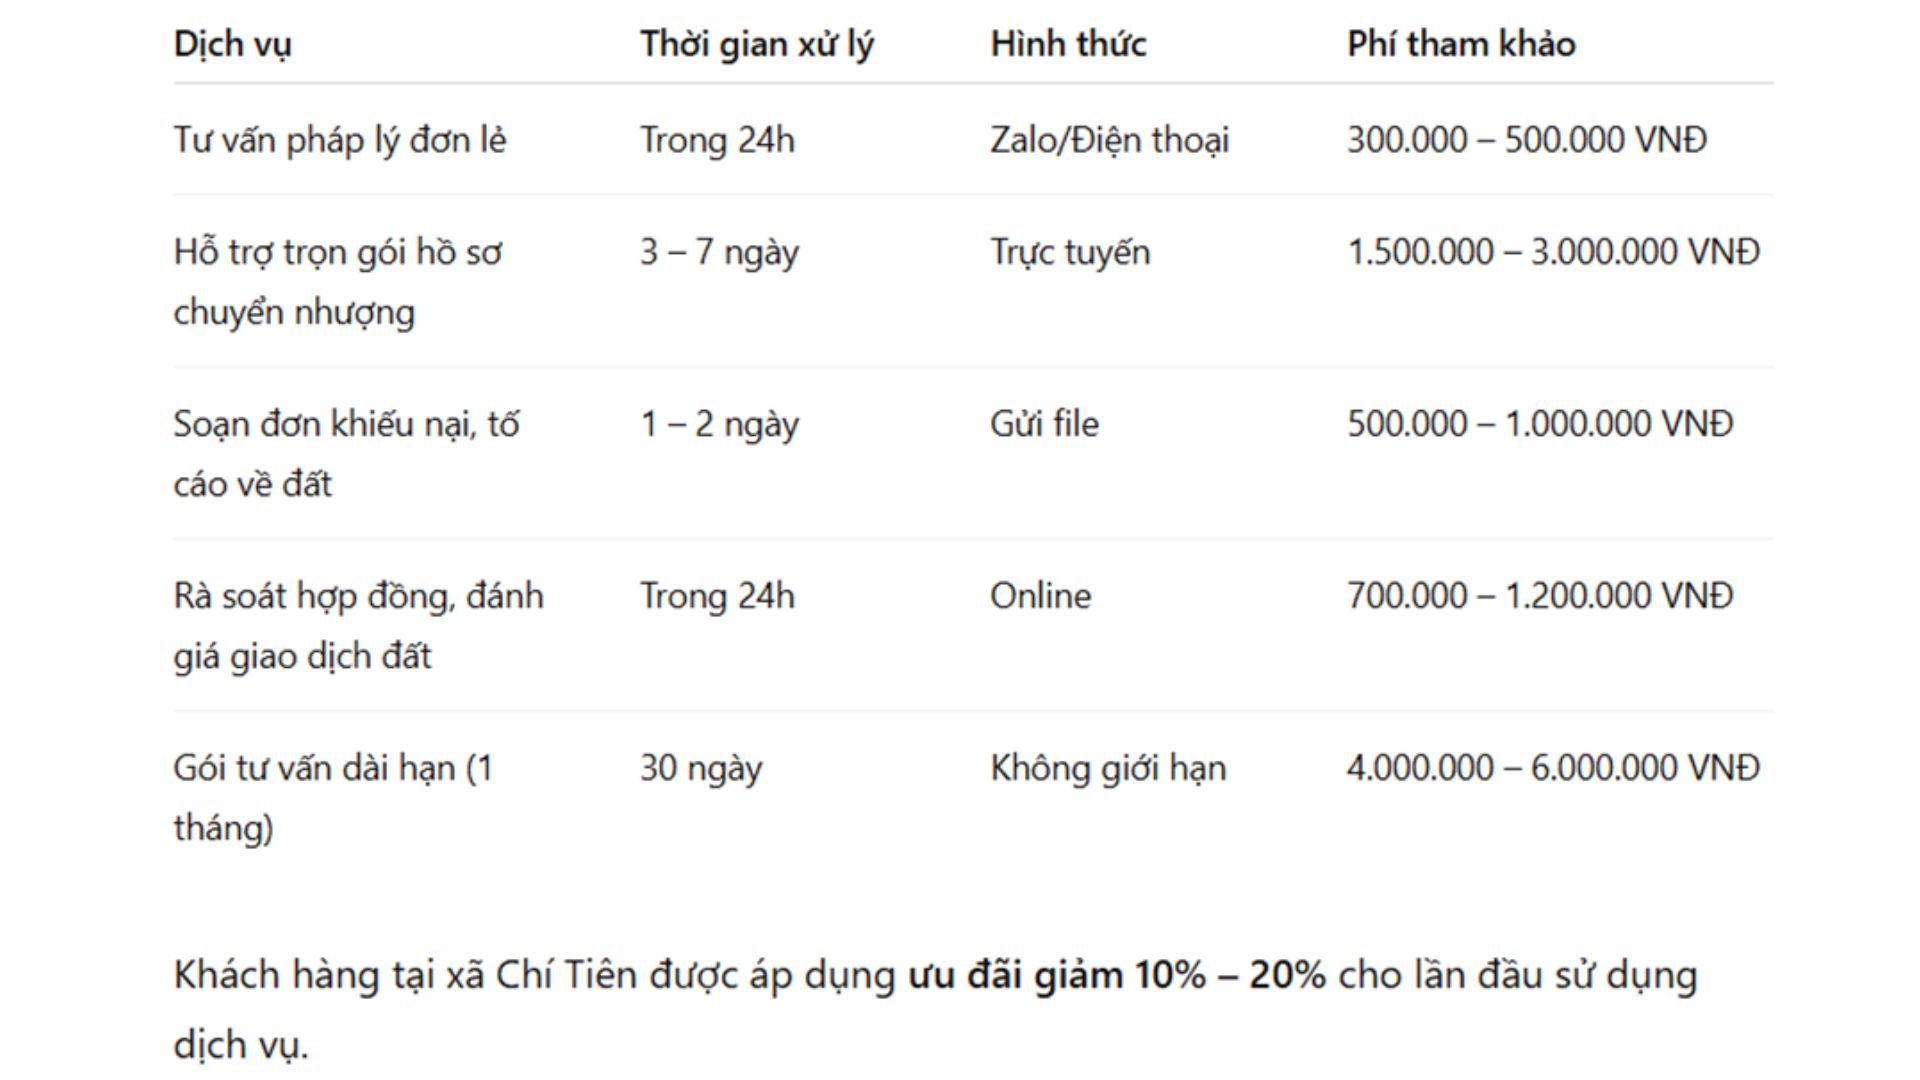 Dịch vụ Thời gian xử lý Hình thức Phí tham khảo
Tư vấn pháp lý đơn lẻ Trong 24h Zalo/Điện thoại 300.000 – 500.000 VNĐ
Hỗ trợ trọn gói hồ sơ 3 – 7 ngày Trực tuyến 1.500.000 – 3.000.000 VNĐ
chuyển nhượng
Soạn đơn khiếu nại, tố 1 – 2 ngày Gửi file 500.000 – 1.000.000 VNĐ
cáo về đất
Rà soát hợp đồng, đánh Trong 24h Online 700.000 – 1.200.000 VNĐ
giá giao dịch đất
Gói tư vấn dài hạn (1 30 ngày Không giới hạn 4.000.000 – 6.000.000 VNĐ
tháng)
Khách hàng tại xã Chí Tiên được áp dụng ưu đãi giảm 10% – 20% cho lần đầu sử dụng
dịch vụ.